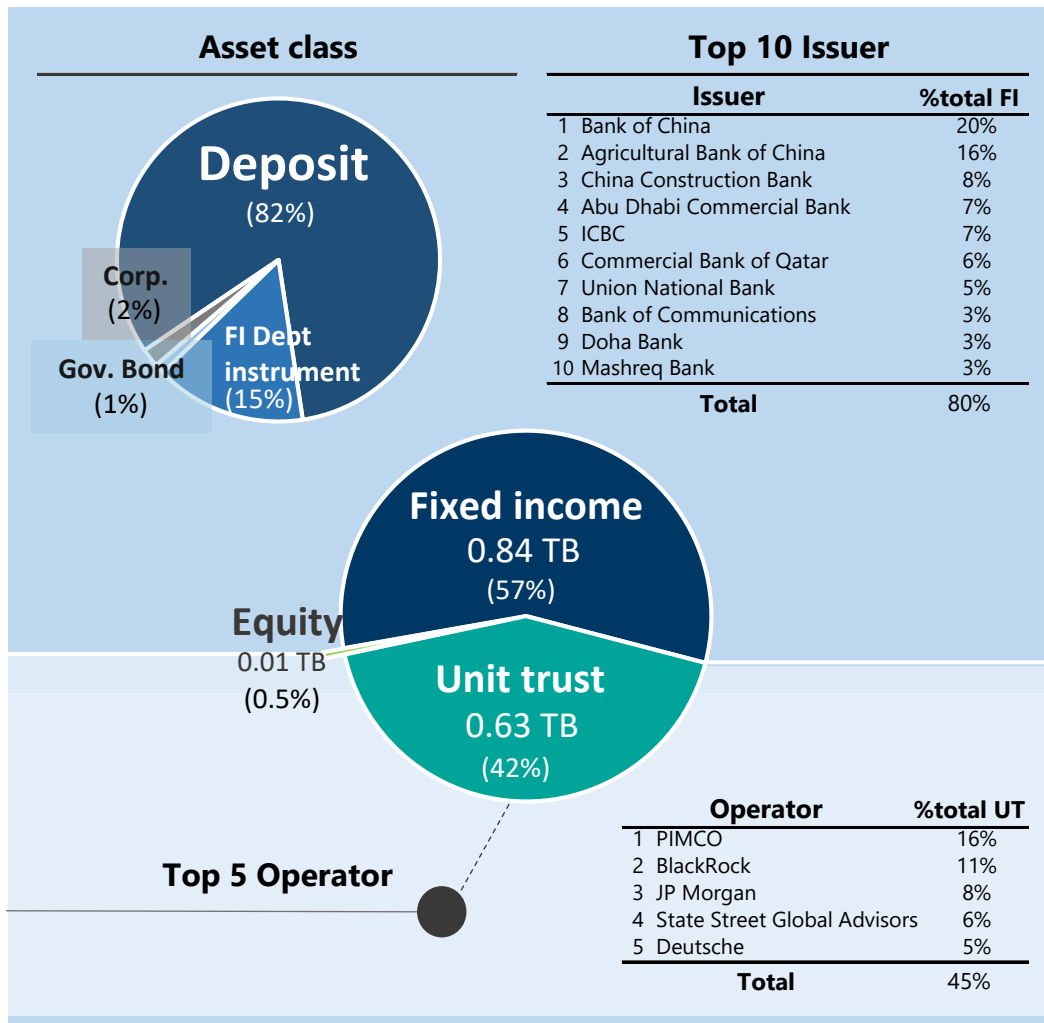 Asset class
Deposit
(82%)
Corp.
(2%)
Gov. Bond
(1%)
FI Debt
instrument
(15%)
Top 10 Issuer
Issuer %total FI
1 Bank of China 20%
2 Agricultural Bank of China 16%
3 China Construction Bank 8%
4 Abu Dhabi Commercial Bank 7%
5 ICBC 7%
6 Commercial Bank of Qatar 6%
7 Union National Bank 5%
8 Bank of Communications 3%
9 Doha Bank 3%
10 Mashreq Bank 3%
Total 80%
Fixed income
0.84 TB
(57%)
Equity
0.01 TB
(0.5%)
Unit trust
0.63 TB
(42%)
Top 5 Operator
Operator %total UT
1 PIMCO 16%
2 BlackRock 11%
3 JP Morgan 8%
4 State Street Global Advisors 6%
5 Deutsche 5%
Total 45%